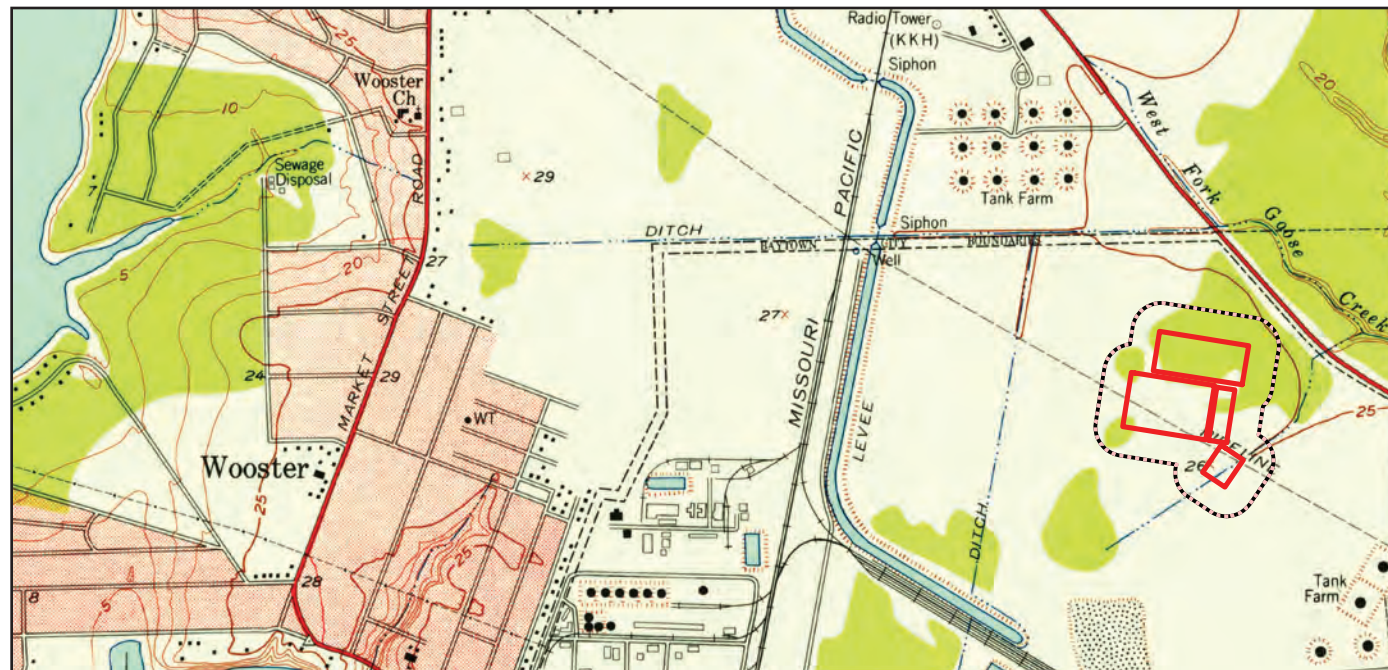 25
Radio Tower
(KKH)
Siphon
Wooster
Ch
10
20
West
Fork
Goose
Creek
7
Sewage
Disposal
ROAD
29
PACIFIC
Tank Farm
Siphon
DITCH
BAYTOWN CITY BOUNDARIES
Well
5
20
27
STREET
27
MISSOURI
24
29
MARKET
WT
LEVEE
25
PIPELINE
26
Wooster
25
DITCH
25
28
8
5
Tank
Farm